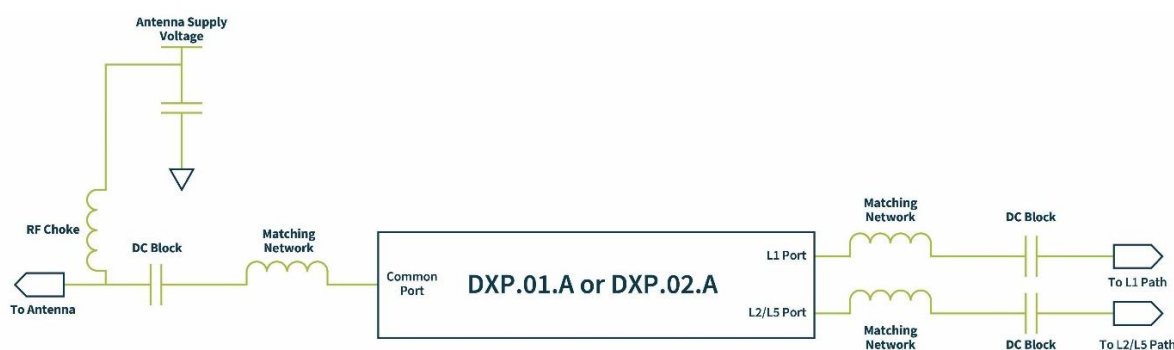 Antenna Supply
Voltage
RF Choke
DC Block
Matching
Network
To Antenna
Common
Port
DXP.01.A or DXP.02.A
L1 Port
L2/L5 Port
Matching
Network
DC Block
To L1 Path
Matching
Network
DC Block
To L2/L5 Path